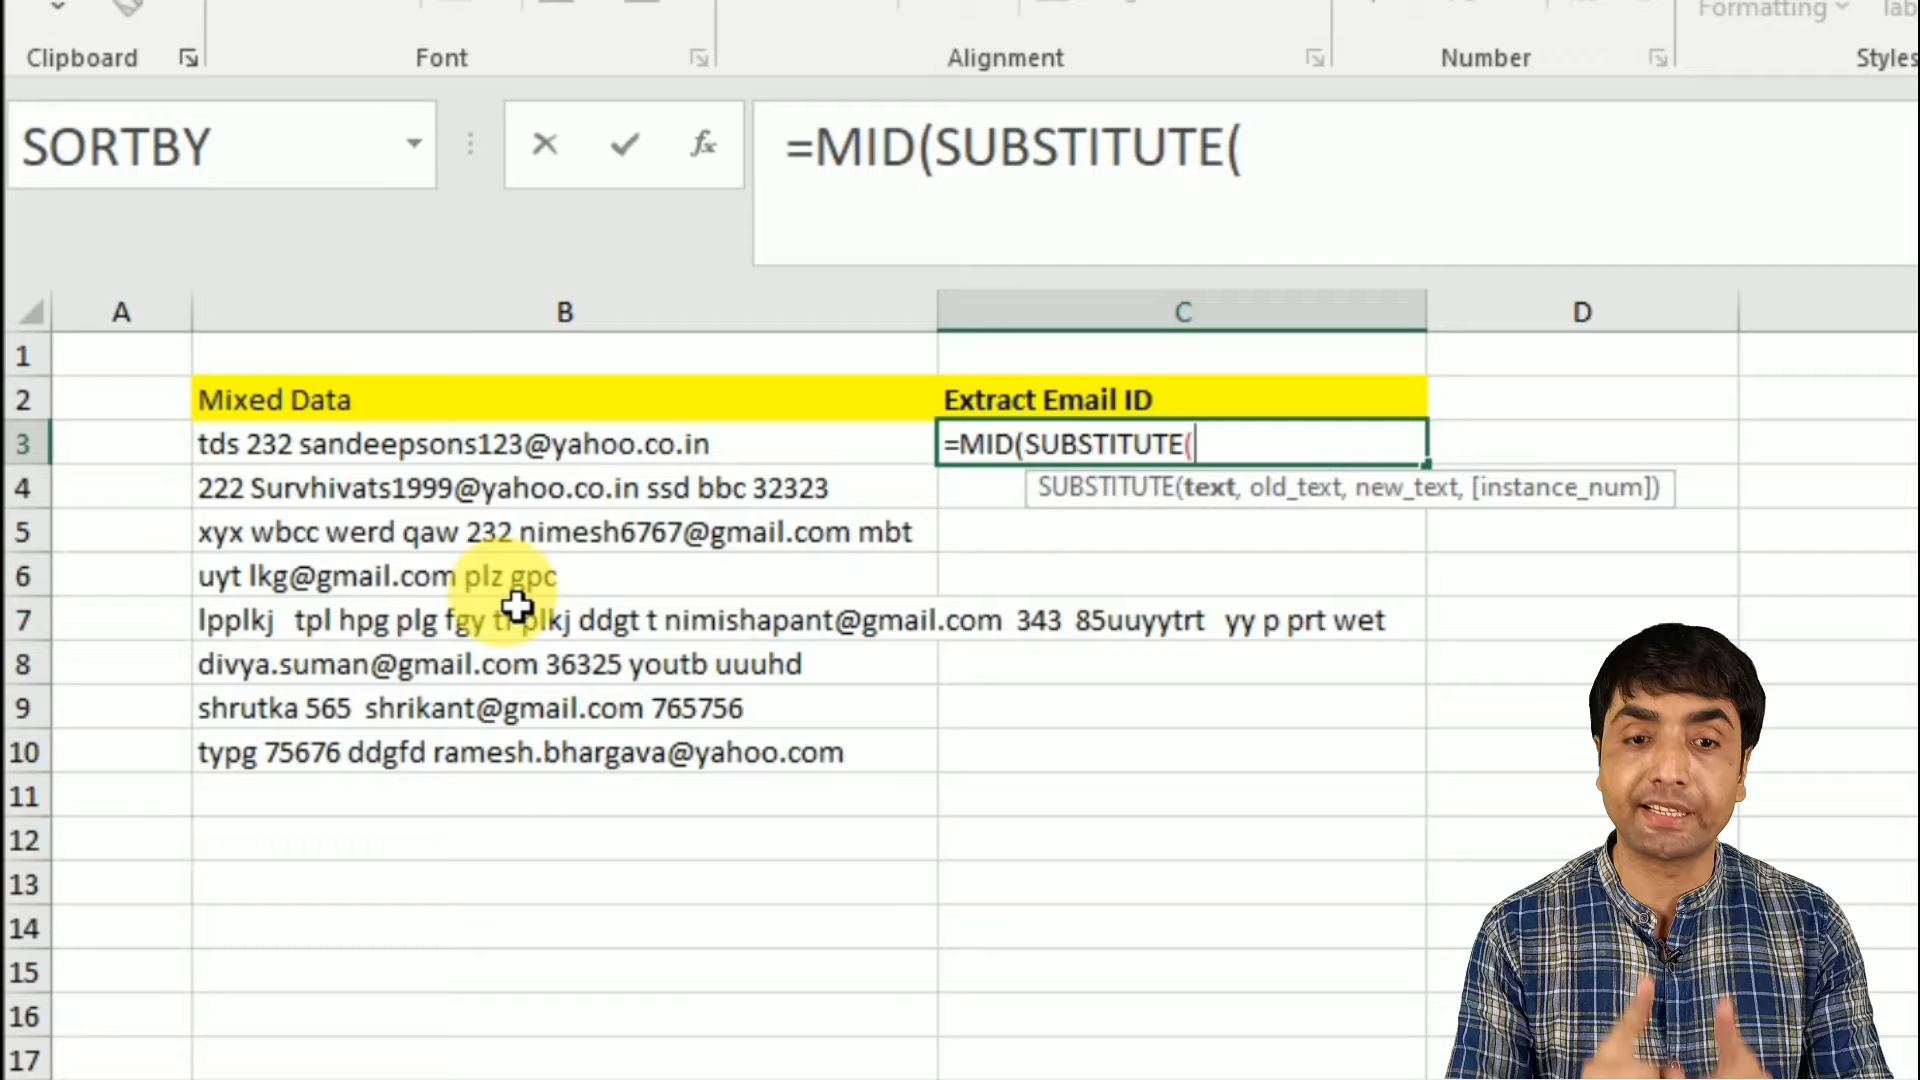 Formatting
Tab
Clipboard
Font
Alignment
Number
Styles
SORTBY
fx
=MID(SUBSTITUTE(
A B C D
1
2 Mixed Data Extract Email ID
3 tds 232 sandeepsons123@yahoo.co.in =MID(SUBSTITUTE(
4 222 Survhivats1999@yahoo.co.in ssd bbc 32323 SUBSTITUTE(text, old_text, new_text, [instance_num])
5 xyx wbcc werd qaw 232 nimesh6767@gmail.com mbt
6 uyt lkg@gmail.com plz gpc
7 lpplkj tpl hpg plg fgy plkj ddgt t nimishapant@gmail.com 343 85uuyytrt yy p prt wet
8 divya.suman@gmail.com 36325 youtb uuuhd
9 shrutka 565 shrikant@gmail.com 765756
10 typg 75676 ddgfd ramesh.bhargava@yahoo.com
11
12
13
14
15
16
17